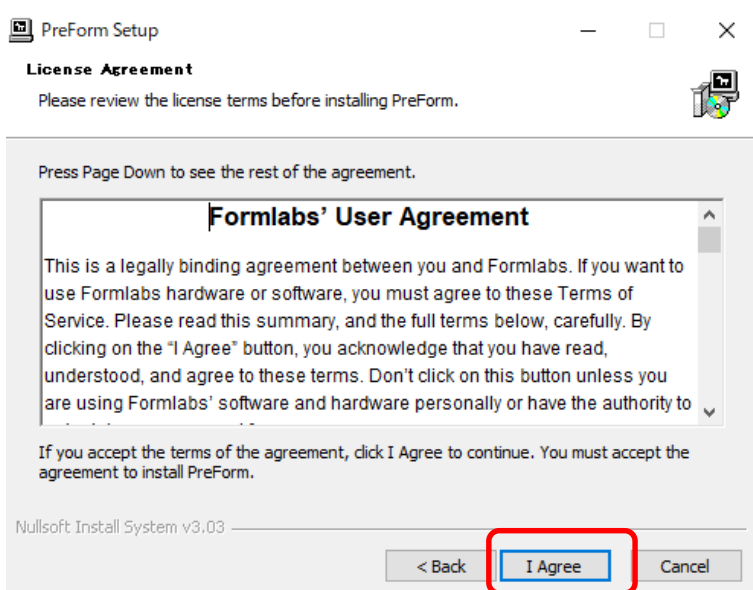 PreForm Setup
License Agreement
Please review the license terms before installing PreForm.
Press Page Down to see the rest of the agreement.
Formlabs’ User Agreement
This is a legally binding agreement between you and Formlabs. If you want to
use Formlabs hardware or software, you must agree to these Terms of
Service. Please read this summary, and the full terms below, carefully. By
clicking on the “I Agree” button, you acknowledge that you have read,
understood, and agree to these terms. Don’t click on this button unless you
are using Formlabs’ software and hardware personally or have the authority to
If you accept the terms of the agreement, click I Agree to continue. You must accept the
agreement to install PreForm.
Nullsoft Install System v3.03
< Back
I Agree
Cancel